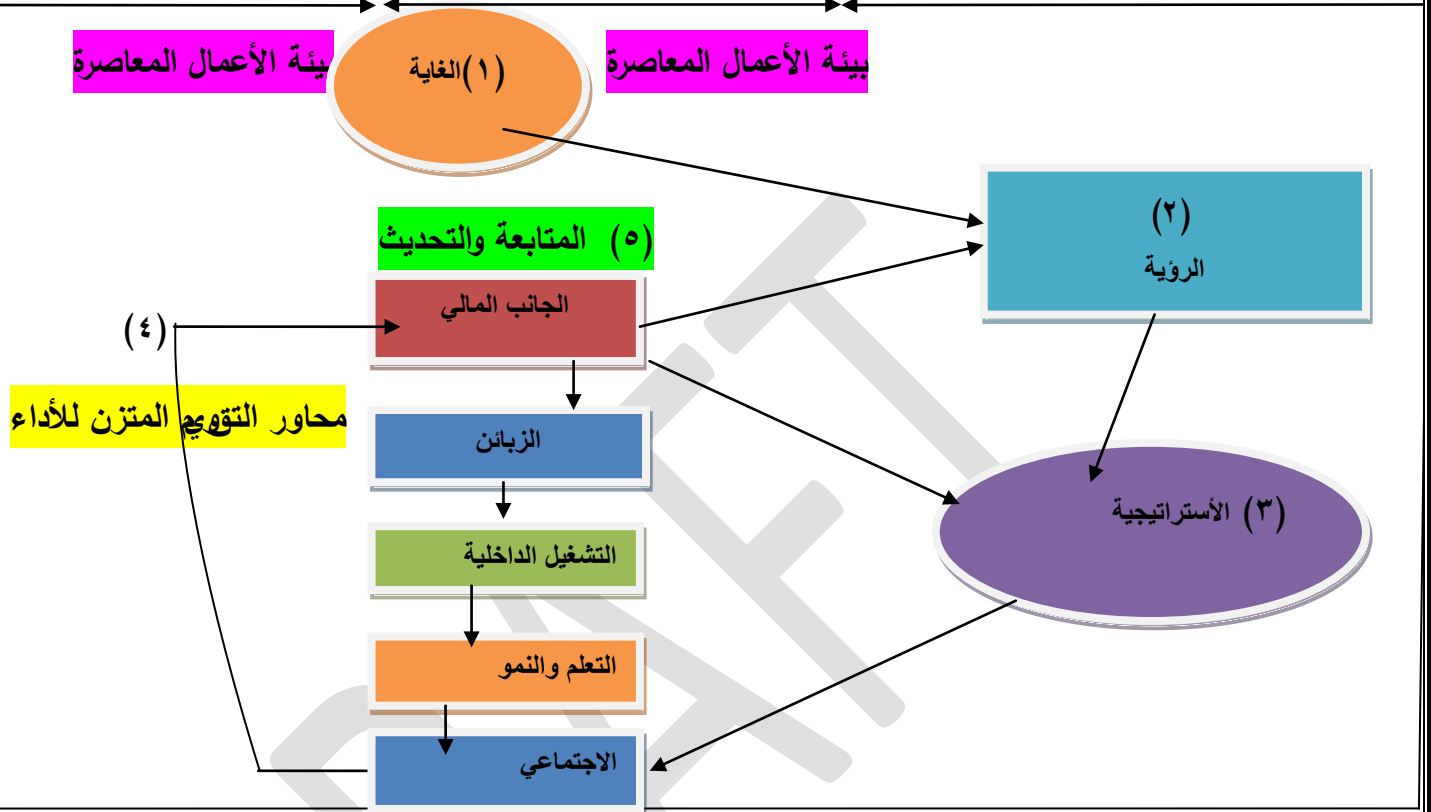 بيئة الأعمال المعاصرة
(١)الغاية
بيئة الأعمال المعاصرة
(٢)
الرؤية
(٥) المتابعة والتحديث
الجانب المالي
(٤)
محاور التقويم المتزن للأداء
الزبائن
(٣) الأستراتيجية
التشغيل الداخلية
التعلم والنمو
الاجتماعي
DRAFT